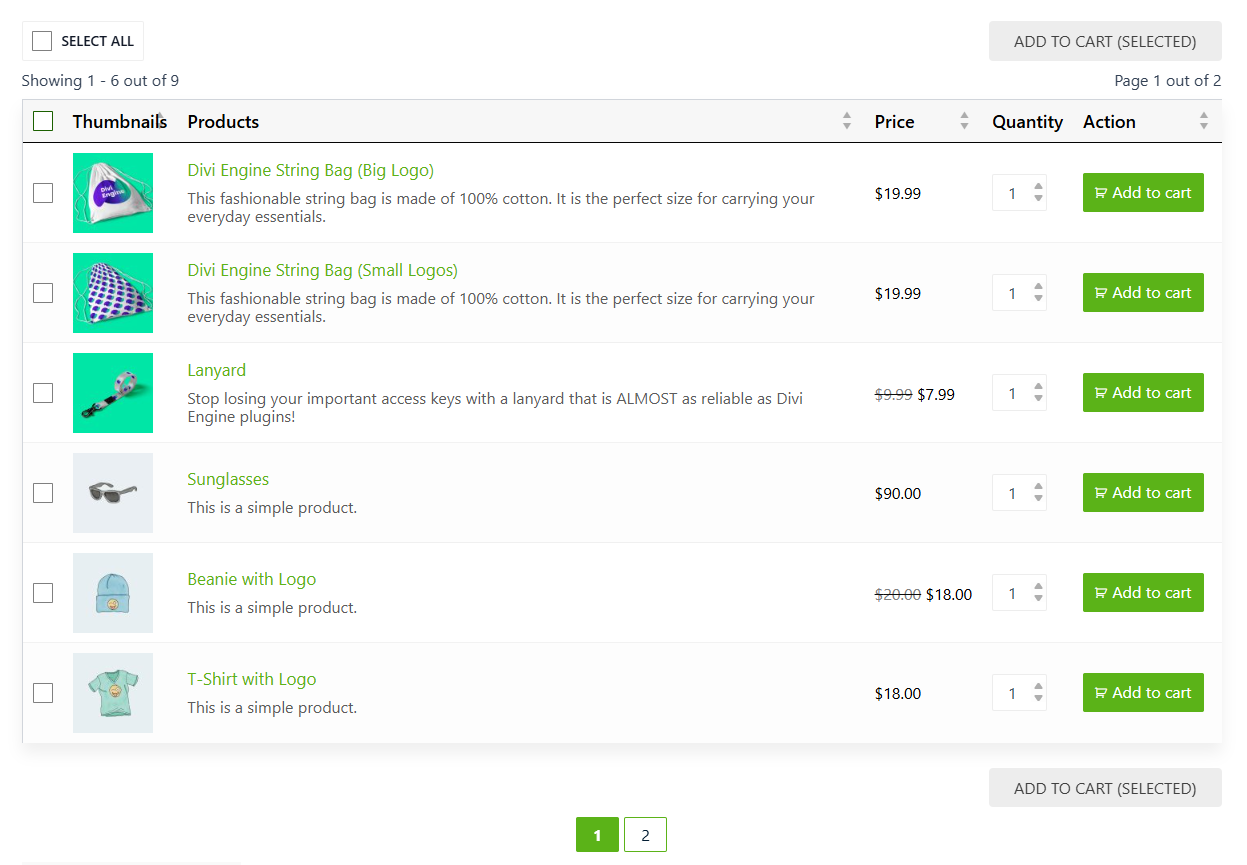 SELECT ALL
ADD TO CART (SELECTED)
Showing 1 - 6 out of 9
Page 1 out of 2
Thumbnails Products Price Quantity Action
Divi Engine
Divi Engine String Bag (Big Logo)
This fashionable string bag is made of 100% cotton. It is the perfect size for carrying your
everyday essentials.
$19.99
1
Add to cart
Divi Engine String Bag (Small Logos)
This fashionable string bag is made of 100% cotton. It is the perfect size for carrying your
everyday essentials.
$19.99
1
Add to cart
Lanyard
Stop losing your important access keys with a lanyard that is ALMOST as reliable as Divi
Engine plugins!
$9.99 $7.99
1
Add to cart
Sunglasses
This is a simple product.
$90.00
1
Add to cart
Beanie with Logo
This is a simple product.
$20.00 $18.00
1
Add to cart
T-Shirt with Logo
This is a simple product.
$18.00
1
Add to cart
ADD TO CART (SELECTED)
1 2